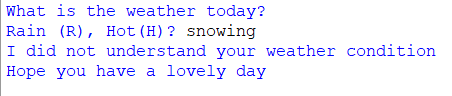 What is the weather today?
Rain (R), Hot(H)? snowing
I did not understand your weather condition
Hope you have a lovely day